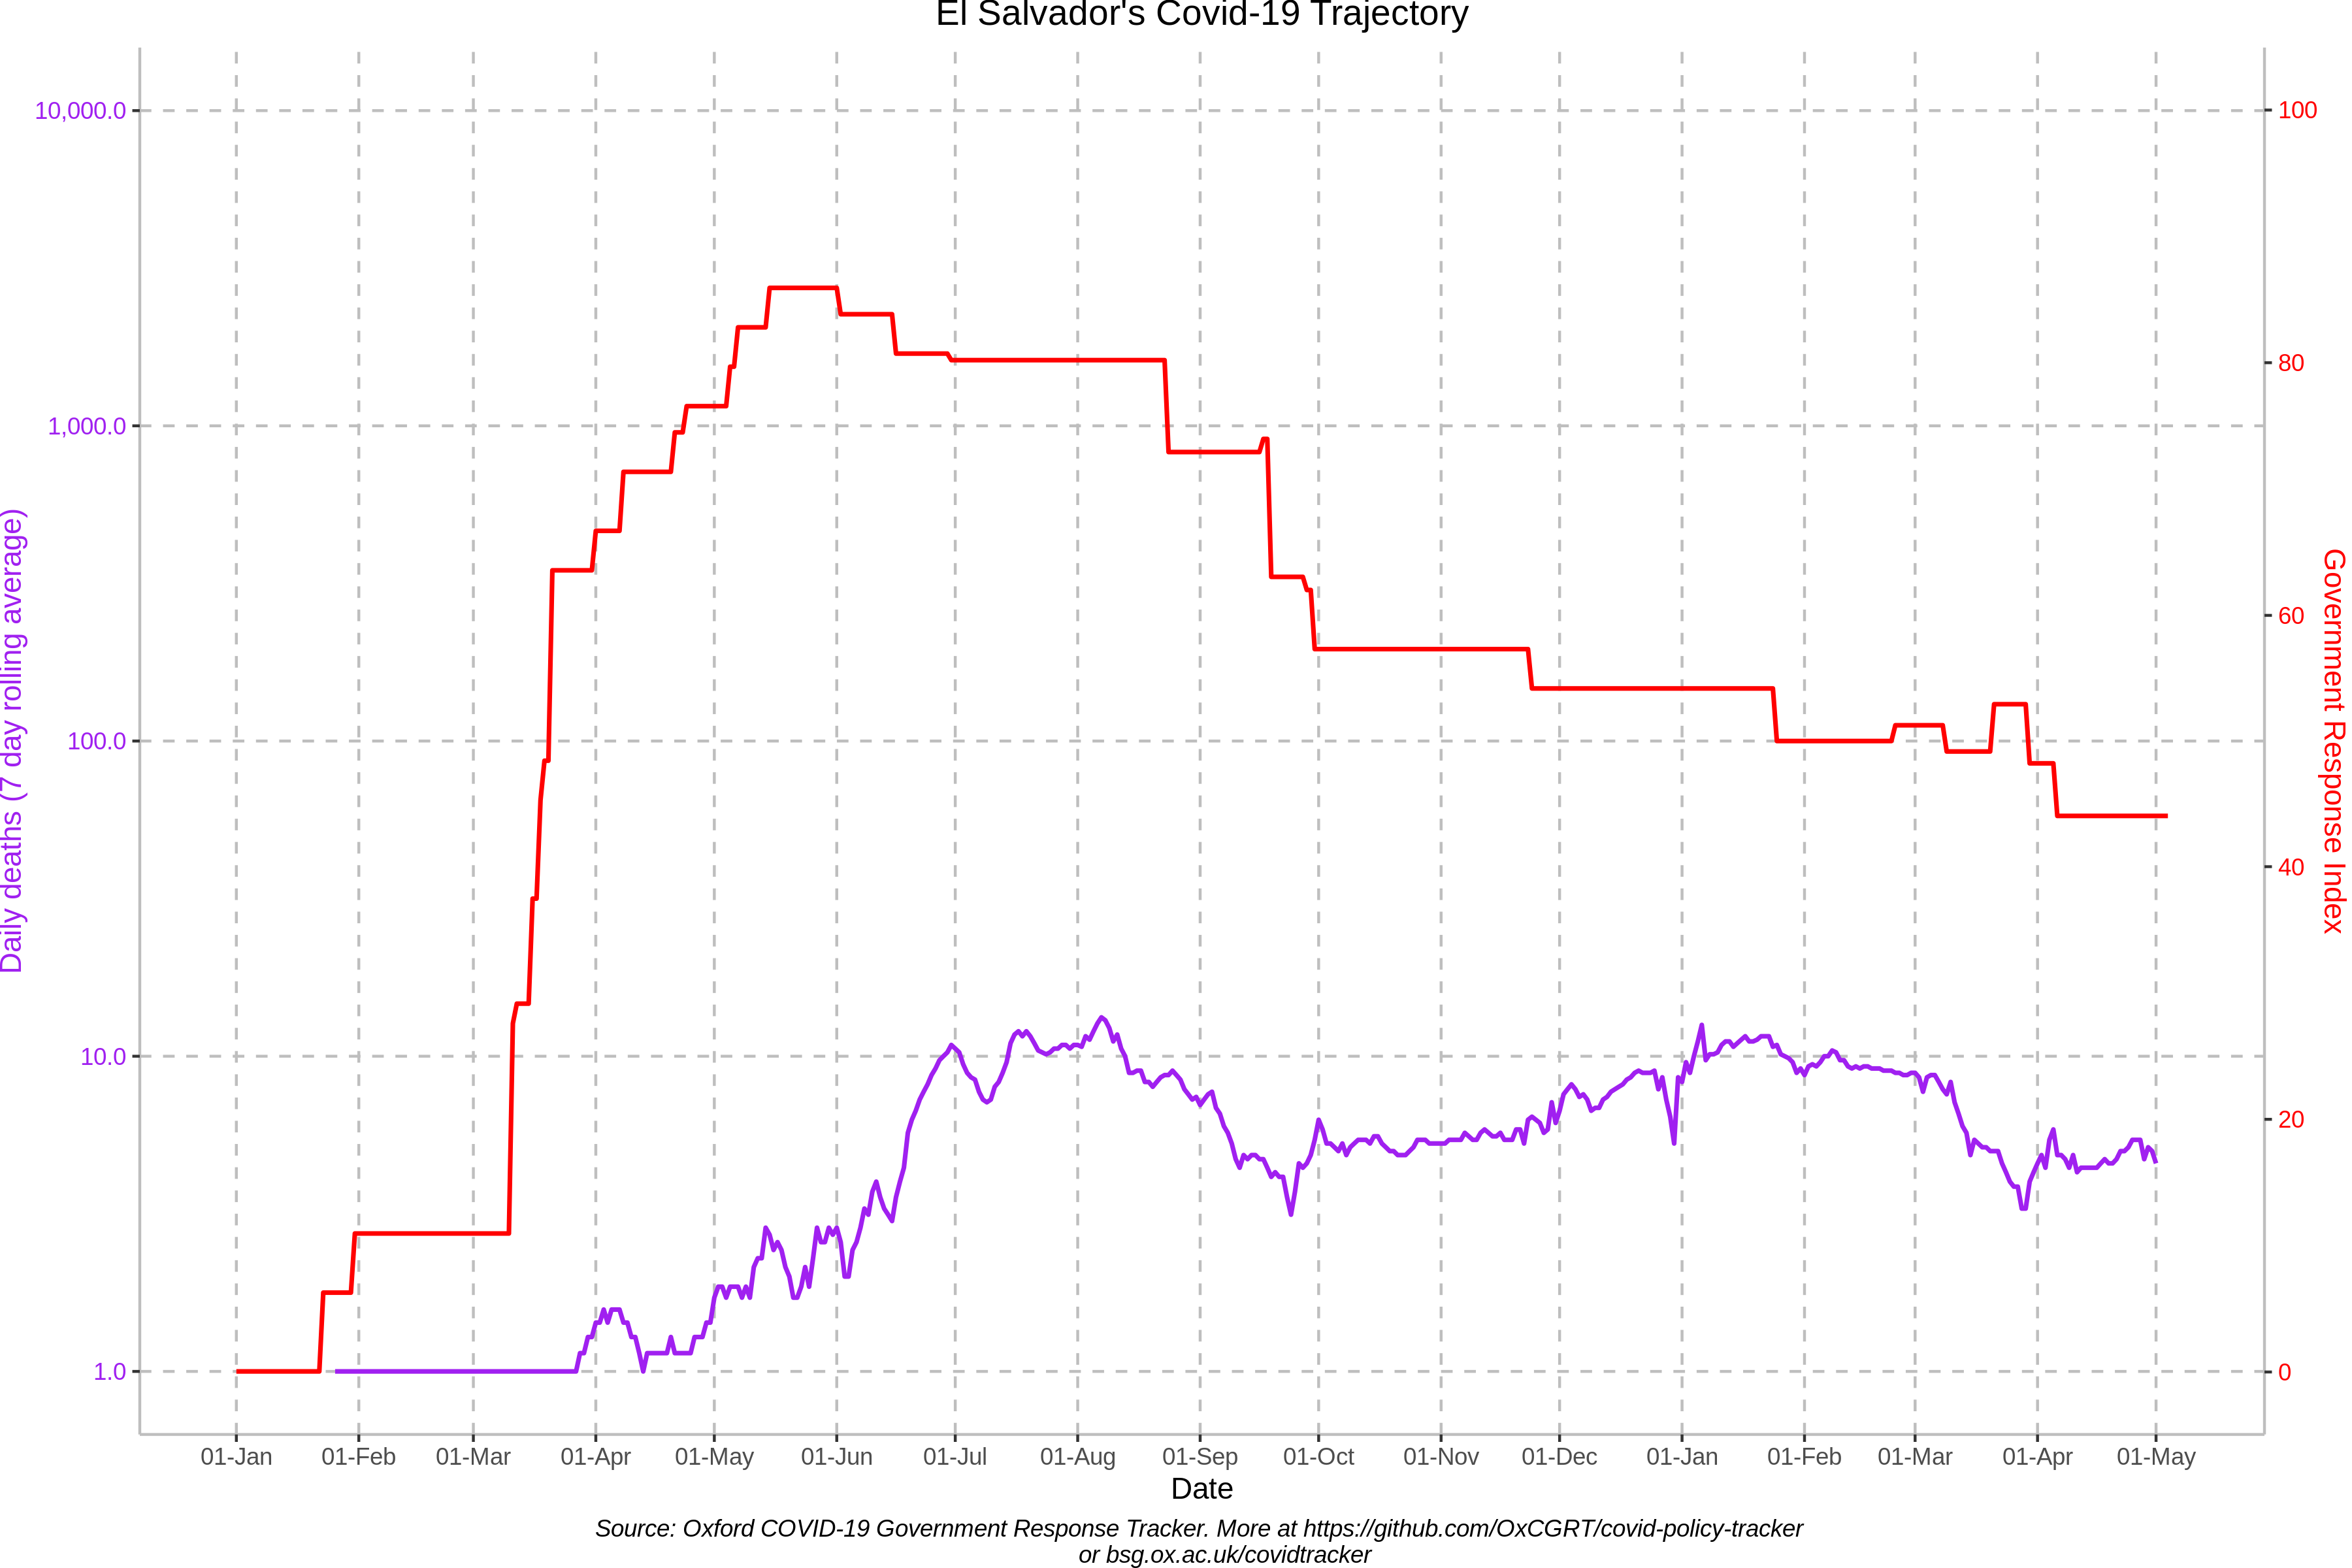 El Salvador's Covid-19 Trajectory
10,000.0
1,000.0
100.0
10.0
1.0
Daily deaths (7 day rolling average)
100
80
60
40
20
0
Government Response Index
01-Jan 01-Feb 01-Mar 01-Apr 01-May 01-Jun 01-Jul 01-Aug 01-Sep 01-Oct 01-Nov 01-Dec 01-Jan 01-Feb 01-Mar 01-Apr 01-May
Date
Source: Oxford COVID-19 Government Response Tracker. More at https://github.com/OxCGRT/covid-policy-tracker
or bsg.ox.ac.uk/covidtracker